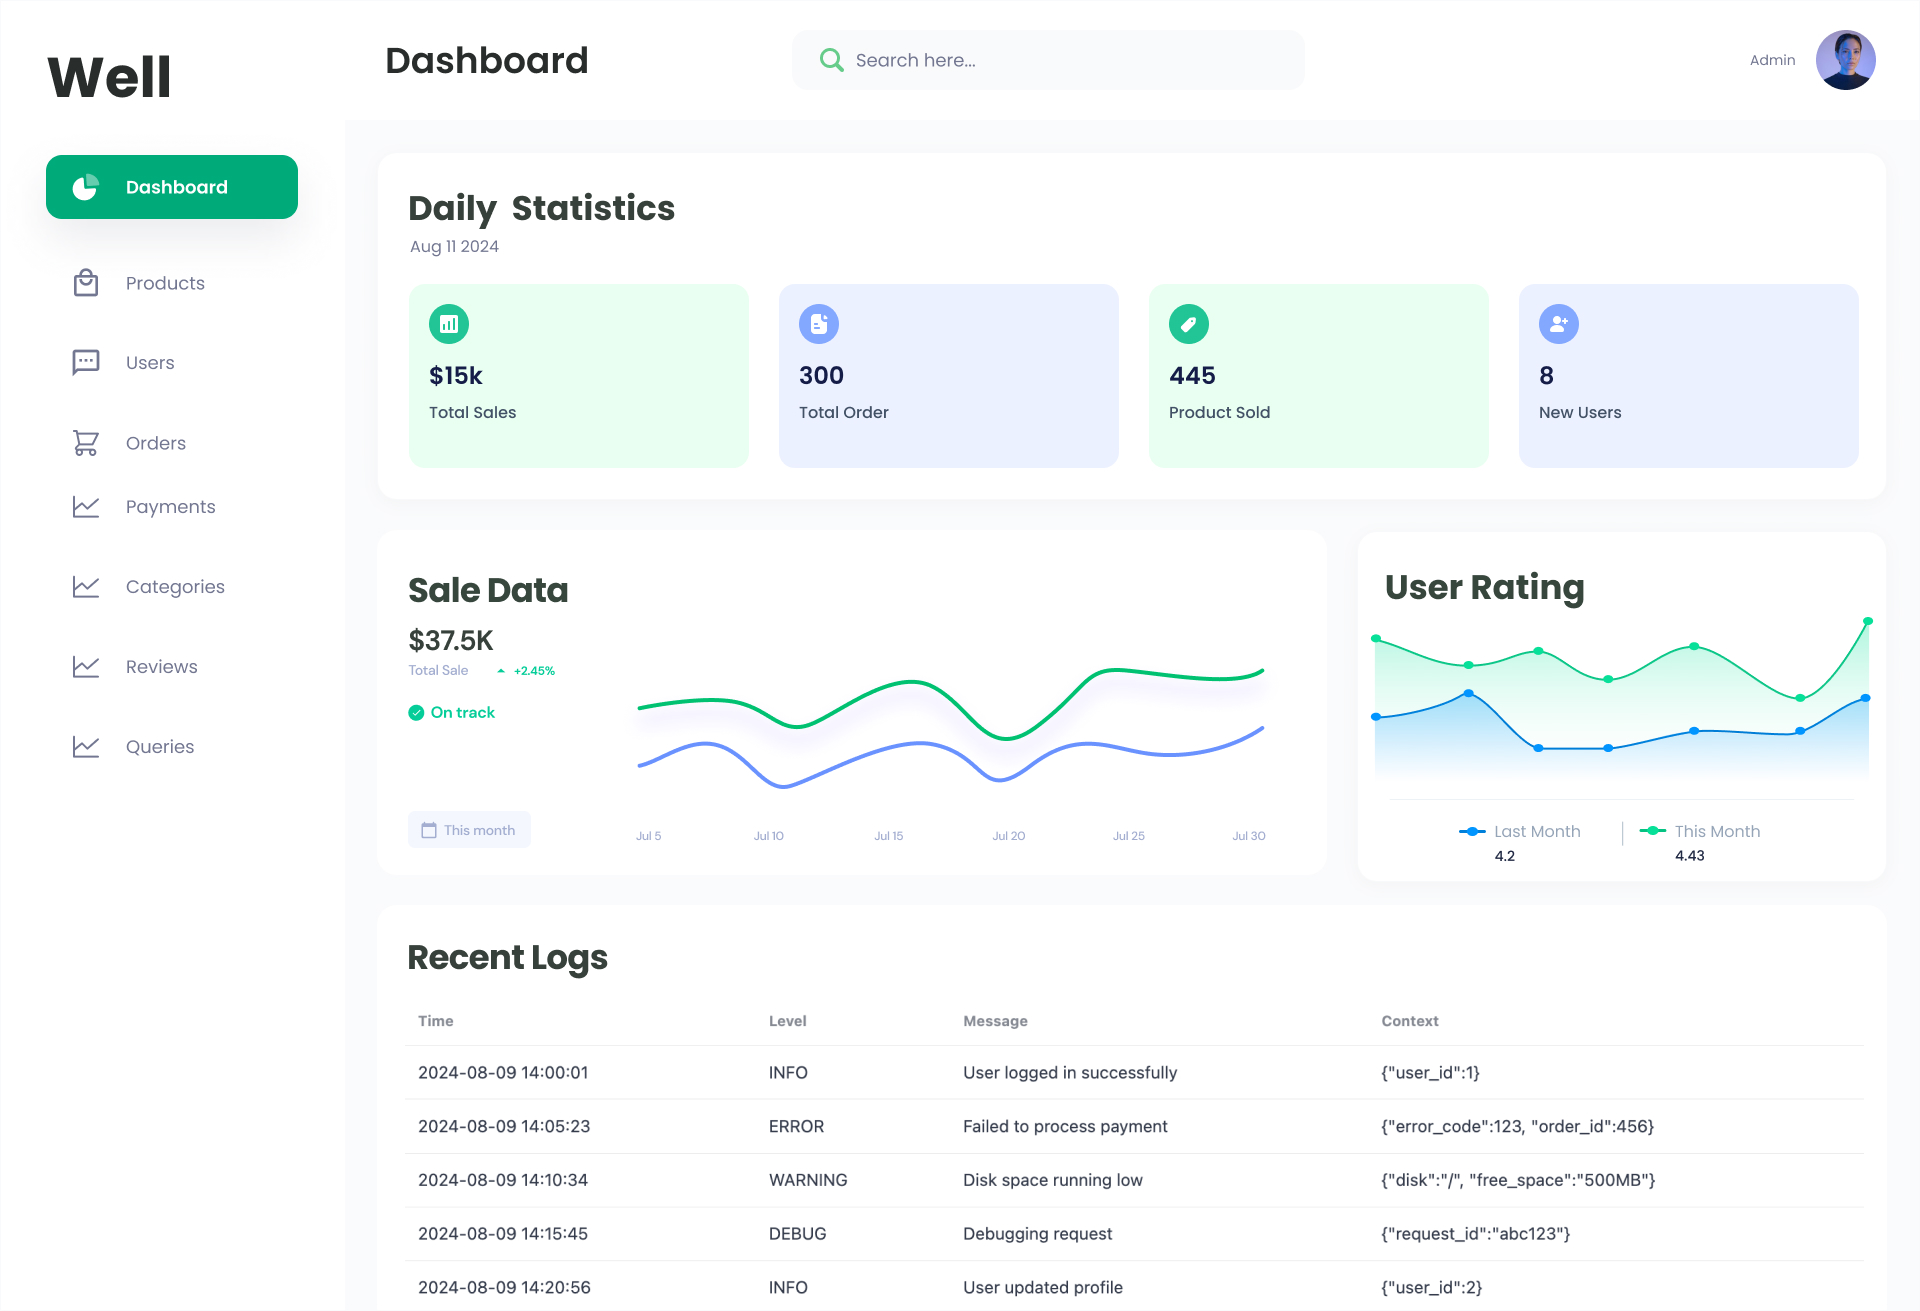 Well
Dashboard
Search here...
Admin
Dashboard
Products
Users
Orders
Payments
Categories
Reviews
Queries
Daily Statistics
Aug 11 2024
$15k
Total Sales
300
Total Order
445
Product Sold
8
New Users
Sale Data
$37.5K
Total Sale +2.45%
On track
This month
Jul 5 Jul 10 Jul 15 Jul 20 Jul 25 Jul 30
User Rating
Last Month This Month
4.2 4.43
Recent Logs
Time Level Message Context
2024-08-09 14:00:01 INFO User logged in successfully {"user_id":1}
2024-08-09 14:05:23 ERROR Failed to process payment {"error_code":123, "order_id":456}
2024-08-09 14:10:34 WARNING Disk space running low {"disk":"/", "free_space":"500MB"}
2024-08-09 14:15:45 DEBUG Debugging request {"request_id":"abc123"}
2024-08-09 14:20:56 INFO User updated profile {"user_id":2}